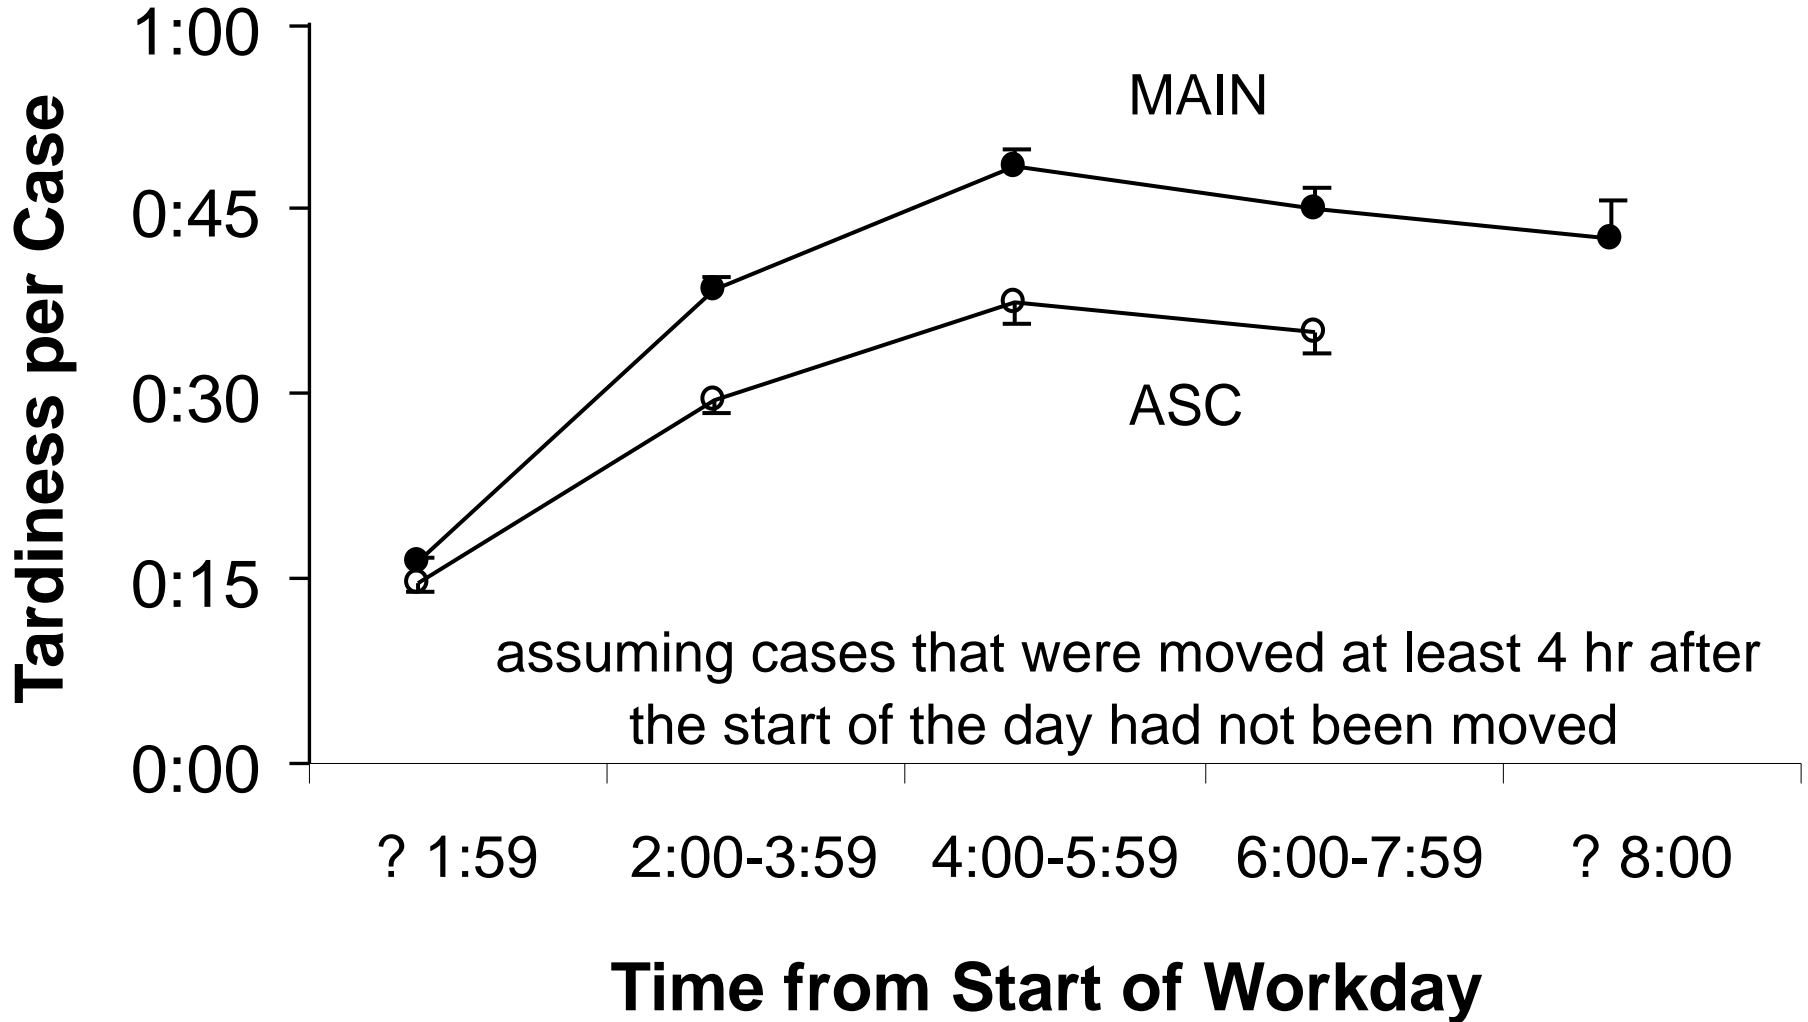 Tardiness per Case
1:00
0:45
0:30
0:15
0:00
MAIN
ASC
assuming cases that were moved at least 4 hr after
the start of the day had not been moved
? 1:59 2:00-3:59 4:00-5:59 6:00-7:59 ? 8:00
Time from Start of Workday